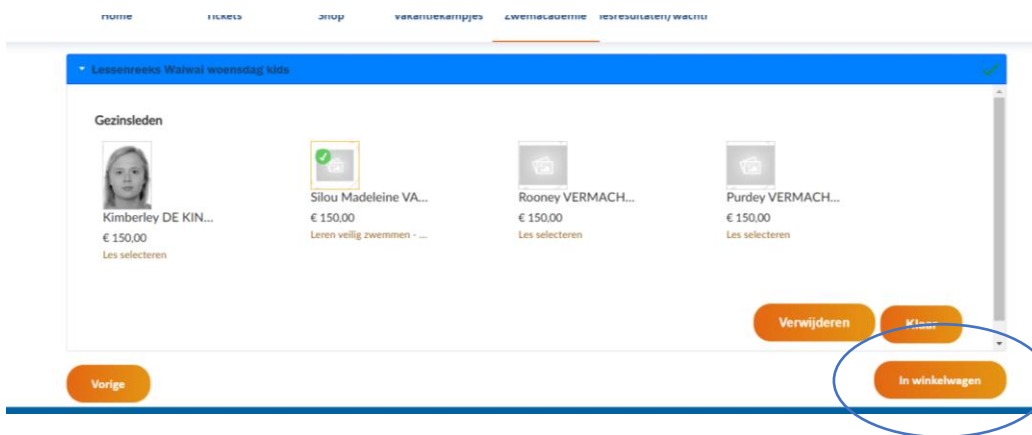 Home Tickets Shop Vakantiekampjes Zwemacademie lesresultaten/wachtl
Lessenreeks Waiwai woensdag kids
Gezinsleden
Kimberley DE KIN... Silou Madeleine VA... Rooney VERMACH... Purdey VERMACH...
€ 150,00 € 150,00 € 150,00 € 150,00
Les selecteren Leren veilig zwemmen - ... Les selecteren Les selecteren
Verwijderen Klaar
Vorige In winkelwagen